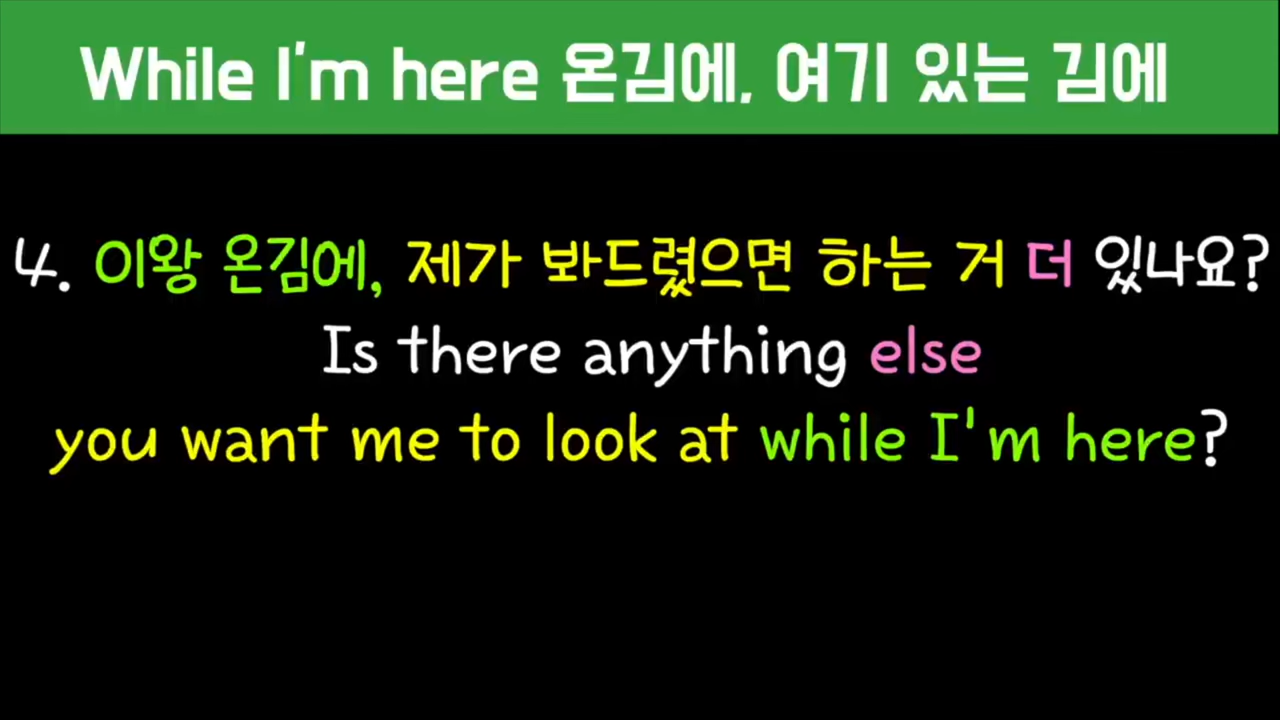 While I'm here 온김에, 여기 있는 김에
4. 이왕 온김에, 제가 봐드렸으면 하는 거 더 있나요?
Is there anything else
you want me to look at while I'm here?